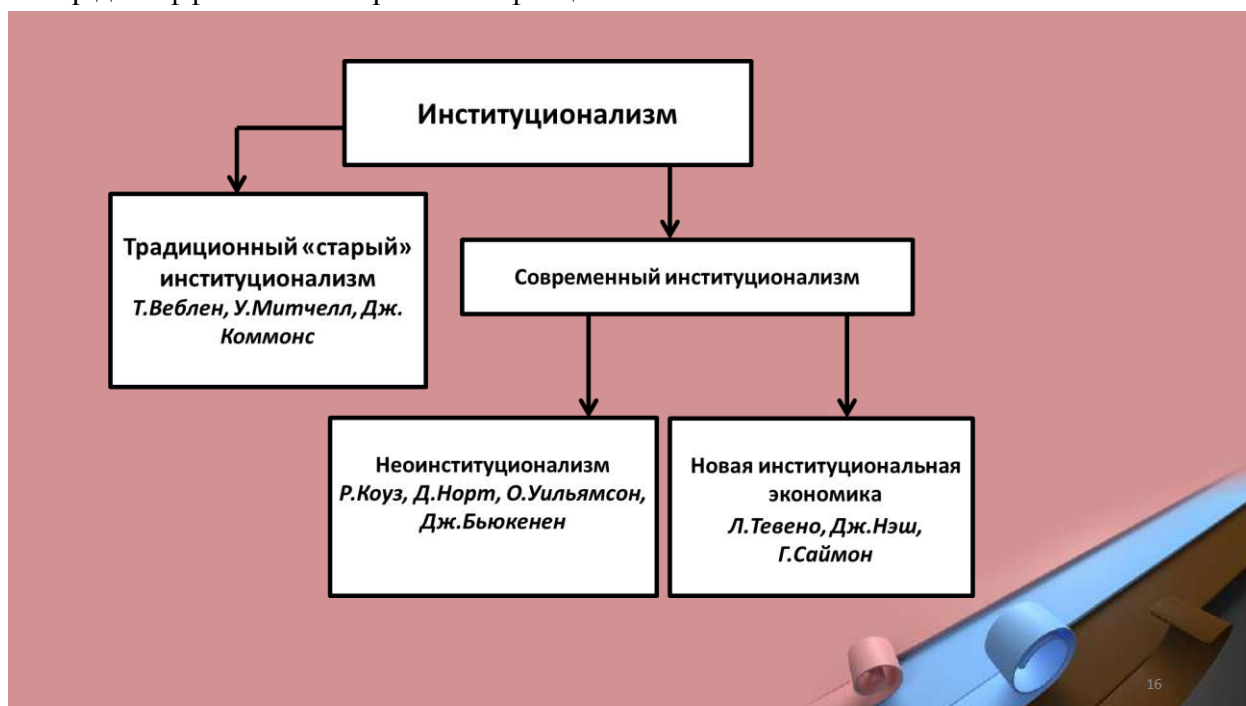 Институционализм
Традиционный «старый»
институционализм
Т.Веблен, У.Митчелл, Дж.
Коммонс
Современный институционализм
Неоинституционализм
Р.Коуз, Д.Норт, О.Уильямсон,
Дж.Бьюкенен
Новая институциональная
экономика
Л.Тевено, Дж.Нэш,
Г.Саймон
16